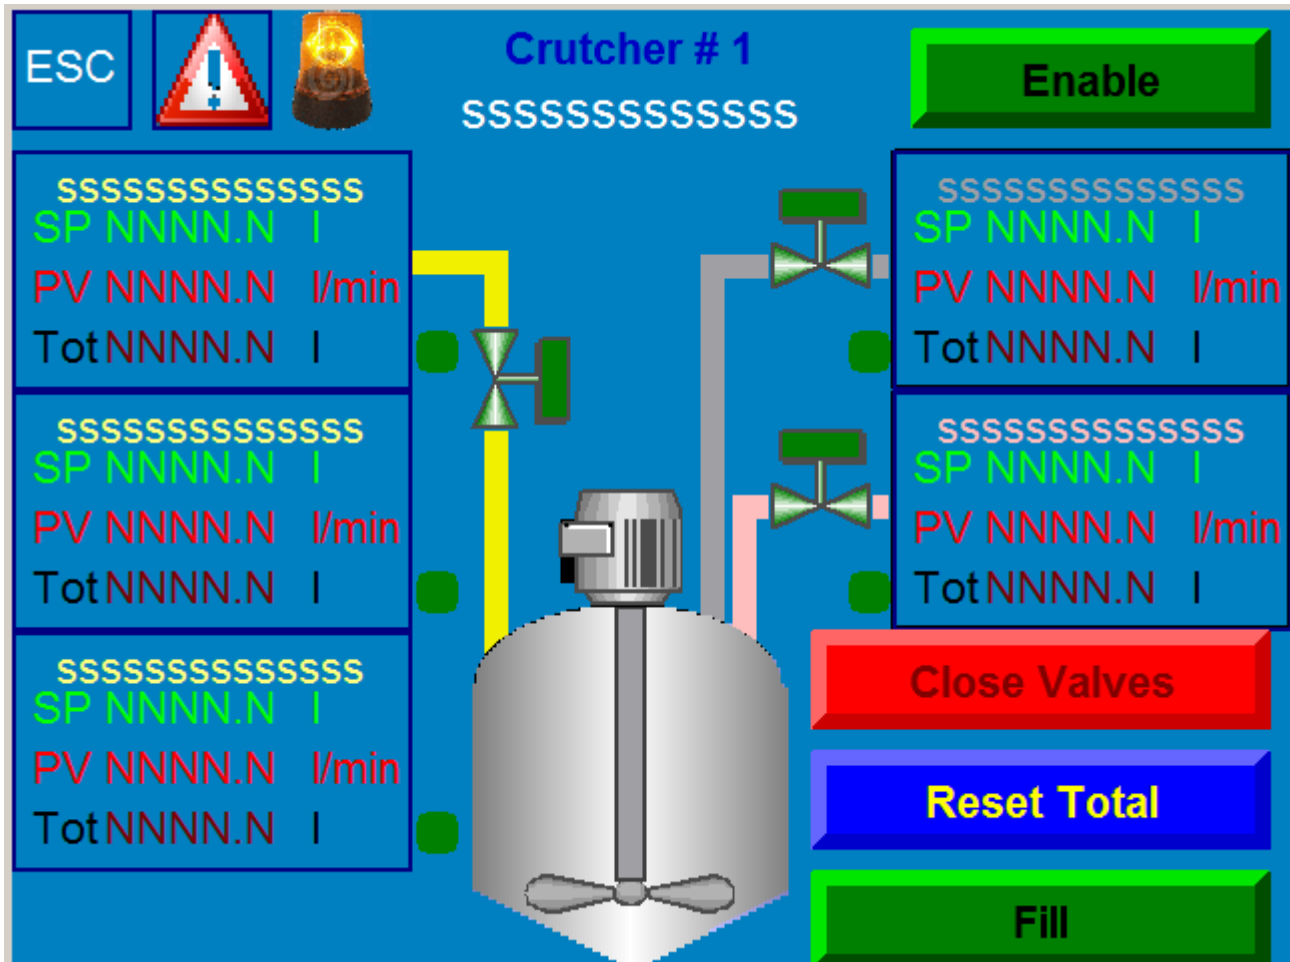 ESC
Crutcher # 1
SSSSSSSSSSSSS
Enable
SSSSSSSSSSSSSS
SP NNNN.N l
PV NNNN.N l/min
Tot NNNN.N l
SSSSSSSSSSSSSS
SP NNNN.N l
PV NNNN.N l/min
Tot NNNN.N l
SSSSSSSSSSSSSS
SP NNNN.N l
PV NNNN.N l/min
Tot NNNN.N l
SSSSSSSSSSSSSS
SP NNNN.N l
PV NNNN.N l/min
Tot NNNN.N l
SSSSSSSSSSSSSS
SP NNNN.N l
PV NNNN.N l/min
Tot NNNN.N l
Close Valves
Reset Total
Fill